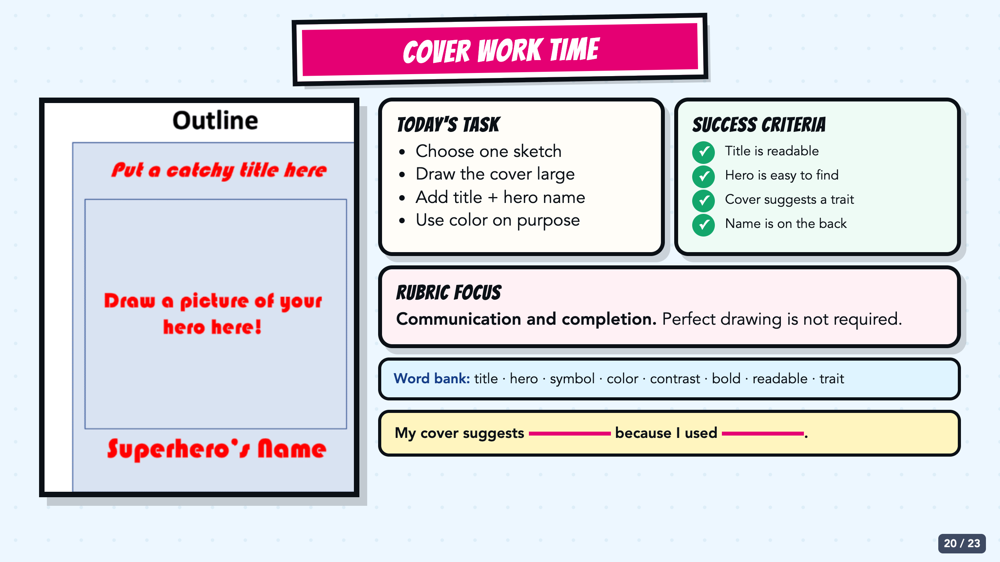 COVER WORK TIME
Outline
Put a catchy title here
Draw a picture of your
hero here!
Superhero's Name
TODAY'S TASK
• Choose one sketch
• Draw the cover large
• Add title + hero name
• Use color on purpose
SUCCESS CRITERIA
✓ Title is readable
✓ Hero is easy to find
✓ Cover suggests a trait
✓ Name is on the back
RUBRIC FOCUS
Communication and completion. Perfect drawing is not required.
Word bank: title · hero · symbol · color · contrast · bold · readable · trait
My cover suggests ________ because I used ________.
20 / 23